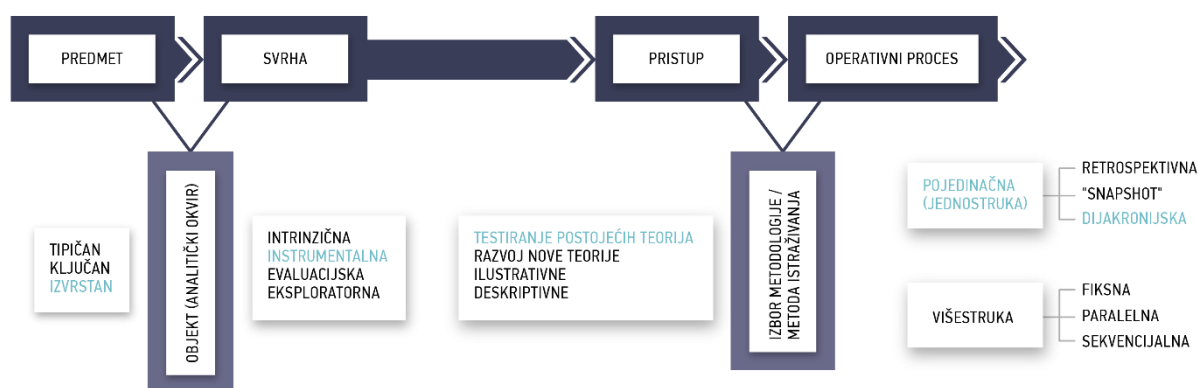 PREDMET
SVRHA
PRISTUP
OPERATIVNI PROCES
OBJEKT (ANALITIČKI OKVIR)
IZBOR METODOLOGIJE /
METODA ISTRAŽIVANJA
TIPIČAN
KLJUČAN
IZVRSTAN
INTRINZIČNA
INSTRUMENTALNA
EVALUACIJSKA
EKSPLORATORNA
TESTIRANJE POSTOJEĆIH TEORIJA
RAZVOJ NOVE TEORIJE
ILUSTRATIVNE
DESKRIPTIVNE
POJEDINAČNA
(JEDNOSTRUKA)
RETROSPEKTIVNA
"SNAPSHOT"
DIJAKRONIJSKA
VIŠESTRUKA
FIKSNA
PARALELNA
SEKVENCIJALNA